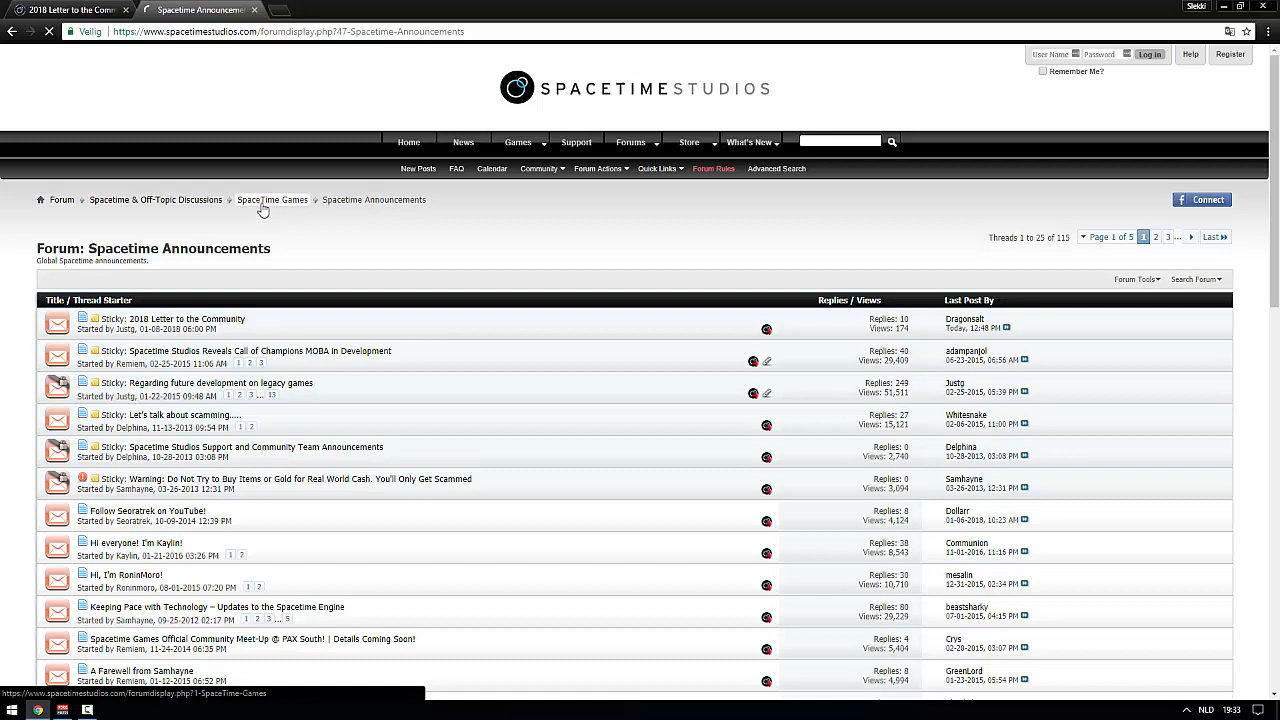 2018 Letter to the Comm
Spacetime Announcemen
Slekki
Veilig
https://www.spacetimestudios.com/forumdisplay.php?47-Spacetime-Announcements
User Name
Password
Log in
Help
Register
Remember Me?
SPACETIMESTUDIOS
Home
News
Games
Support
Forums
Store
What's New
New Posts
FAQ
Calendar
Community
Forum Actions
Quick Links
Forum Rules
Advanced Search
Forum
Spacetime & Off-Topic Discussions
SpaceTime Games
Spacetime Announcements
Connect
Threads 1 to 25 of 115
Page 1 of 5
1 2 3 ...
Last
Forum: Spacetime Announcements
Global Spacetime announcements.
Forum Tools
Search Forum
Title / Thread Starter
Replies / Views
Last Post By
Sticky: 2018 Letter to the Community
Started by Justg, 01-08-2018 06:00 PM
Replies: 10
Views: 174
Dragonsalt
Today, 12:48 PM
Sticky: Spacetime Studios Reveals Call of Champions MOBA in Development
Started by Remiem, 02-25-2015 11:06 AM 1 2 3
Replies: 40
Views: 29,409
adampanjol
06-23-2015, 06:56 AM
Sticky: Regarding future development on legacy games
Started by Justg, 01-22-2015 09:48 AM 1 2 3 ... 13
Replies: 249
Views: 51,511
Justg
02-25-2015, 05:39 PM
Sticky: Let's talk about scamming.....
Started by Delphina, 11-13-2013 09:54 PM 1 2
Replies: 27
Views: 15,121
Whitesnake
02-06-2015, 11:00 PM
Sticky: Spacetime Studios Support and Community Team Announcements
Started by Delphina, 10-28-2013 03:08 PM
Replies: 0
Views: 2,740
Delphina
10-28-2013, 03:08 PM
Sticky: Warning: Do Not Try to Buy Items or Gold for Real World Cash. You'll Only Get Scammed
Started by Samhayne, 03-26-2013 12:31 PM
Replies: 0
Views: 3,094
Samhayne
03-26-2013, 12:31 PM
Follow Seoratrek on YouTube!
Started by Seoratrek, 10-09-2014 12:39 PM
Replies: 8
Views: 4,124
Dollarr
01-06-2018, 10:23 AM
Hi everyone! I'm Kaylin!
Started by Kaylin, 01-21-2016 03:26 PM 1 2
Replies: 38
Views: 8,543
Communion
11-01-2016, 11:16 PM
Hi, I'm RoninMoro!
Started by Roninmoro, 08-01-2015 07:20 PM 1 2
Replies: 30
Views: 10,710
mesalin
12-31-2015, 02:34 PM
Keeping Pace with Technology – Updates to the Spacetime Engine
Started by Samhayne, 09-25-2012 02:17 PM 1 2 3 ... 5
Replies: 80
Views: 29,229
beastsharky
07-01-2015, 04:15 PM
Spacetime Games Official Community Meet-Up @ PAX South! | Details Coming Soon!
Started by Remiem, 11-24-2014 06:35 PM
Replies: 4
Views: 5,404
Crys
02-20-2015, 03:07 PM
A Farewell from Samhayne
Started by Remiem, 01-12-2015 06:52 PM
Replies: 8
Views: 4,994
GreenLord
01-23-2015, 05:54 PM
https://www.spacetimestudios.com/forumdisplay.php?1-SpaceTime-Games
NLD
19:33